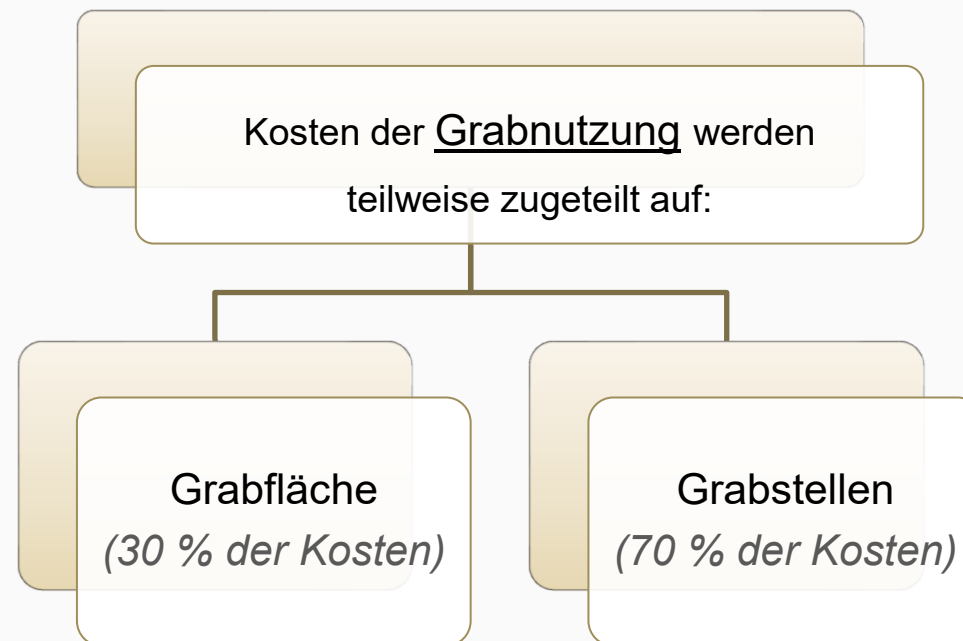 Kosten der Grabnutzung werden
teilweise zugeteilt auf:
Grabfläche
(30 % der Kosten)
Grabstellen
(70 % der Kosten)